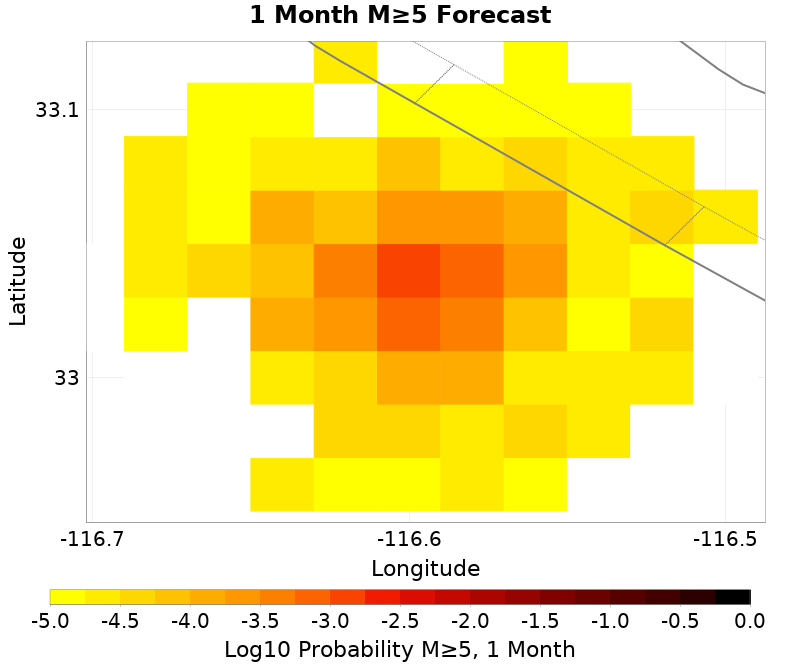 1 Month M≥5 Forecast
33.1
33
Latitude
-116.7 -116.6 -116.5
Longitude
-5.0 -4.5 -4.0 -3.5 -3.0 -2.5 -2.0 -1.5 -1.0 -0.5 0.0
Log10 Probability M≥5, 1 Month